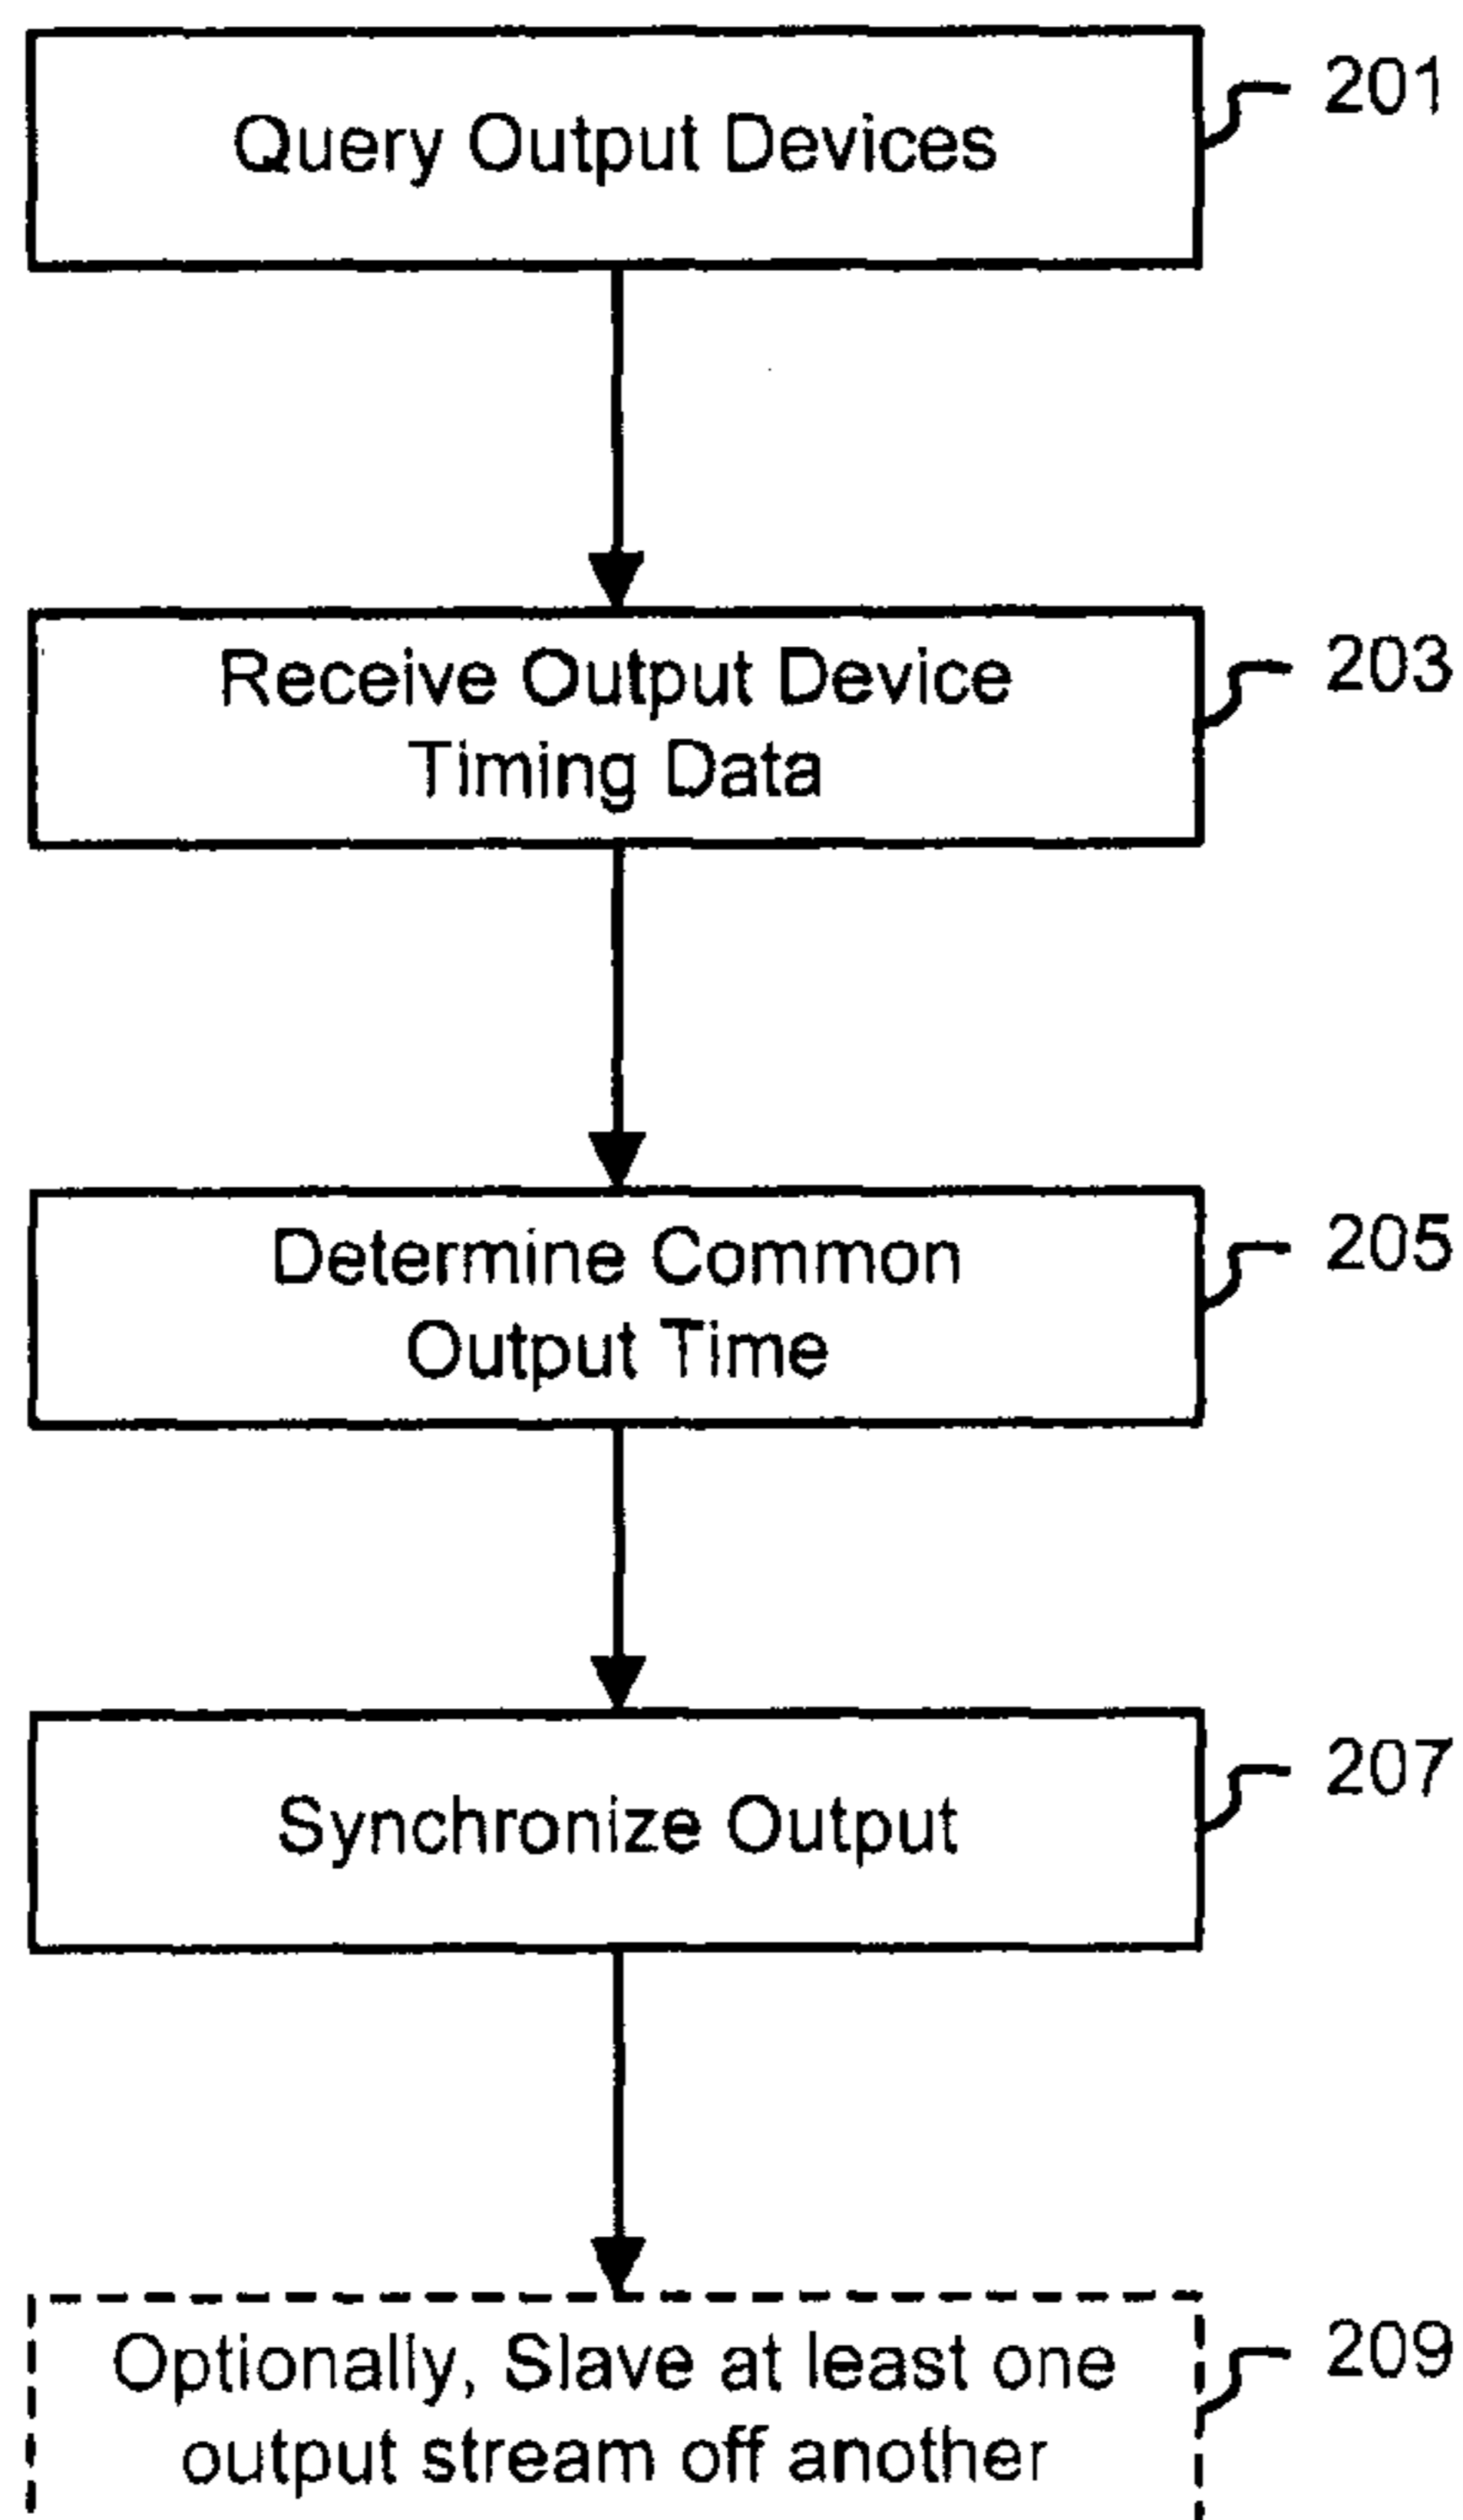 Query Output Devices
201
Receive Output Device
Timing Data
203
Determine Common
Output Time
205
Synchronize Output
207
Optionally, Slave at least one
output stream off another
209